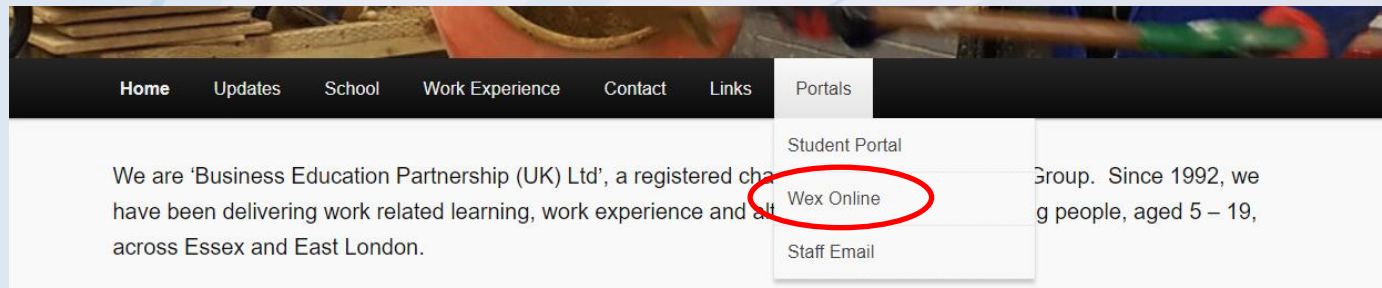 Home Updates School Work Experience Contact Links Portals
Student Portal
Wex Online
Staff Email
We are ‘Business Education Partnership (UK) Ltd’, a registered Group. Since 1992, we
have been delivering work related learning, work experience and people, aged 5 – 19,
across Essex and East London.